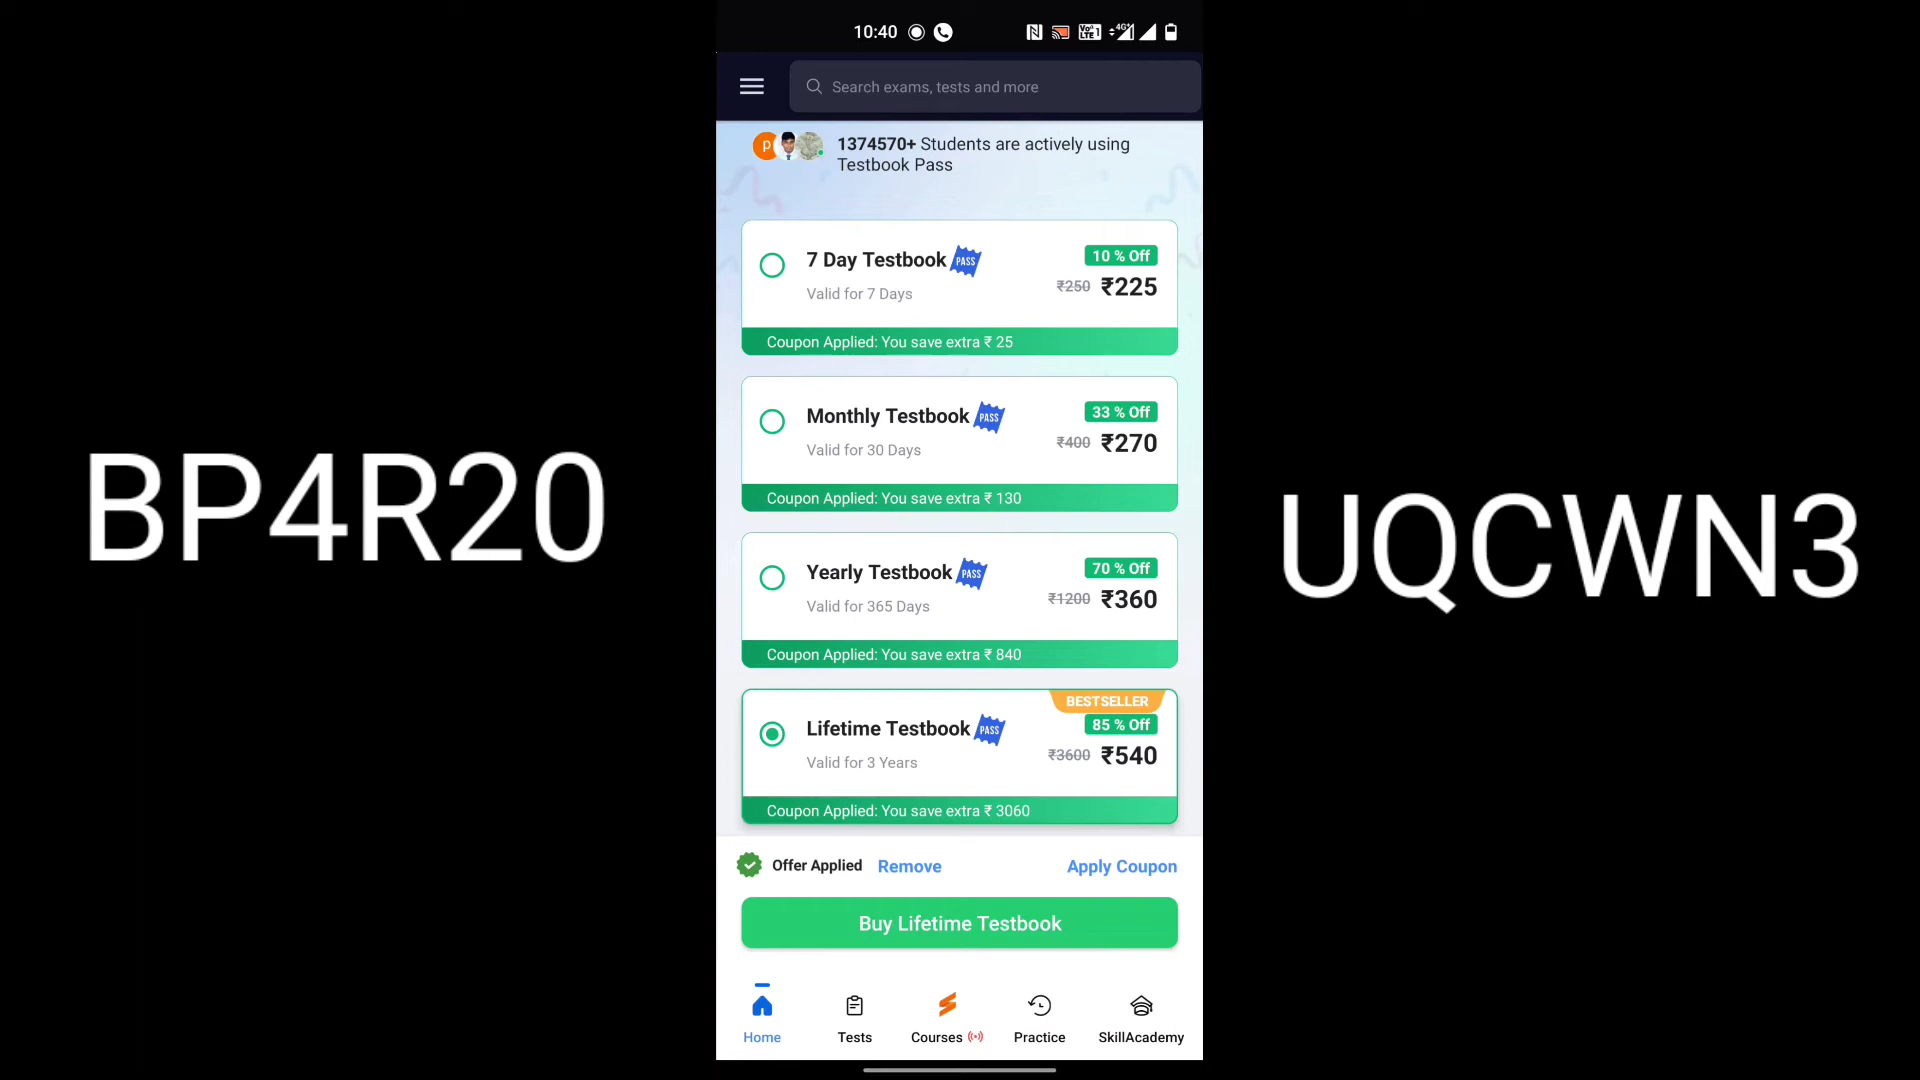 10:40
VoLTE1 4G+
Search exams, tests and more
p
1374570+ Students are actively using
Testbook Pass
7 Day Testbook PASS
10 % Off
Valid for 7 Days
₹250 ₹225
Coupon Applied: You save extra ₹ 25
Monthly Testbook PASS
33 % Off
Valid for 30 Days
₹400 ₹270
Coupon Applied: You save extra ₹ 130
BP4R20
UQCWN3
Yearly Testbook PASS
70 % Off
Valid for 365 Days
₹1200 ₹360
Coupon Applied: You save extra ₹ 840
BESTSELLER
Lifetime Testbook PASS
85 % Off
Valid for 3 Years
₹3600 ₹540
Coupon Applied: You save extra ₹ 3060
Offer Applied Remove Apply Coupon
Buy Lifetime Testbook
Home Tests Courses Practice SkillAcademy